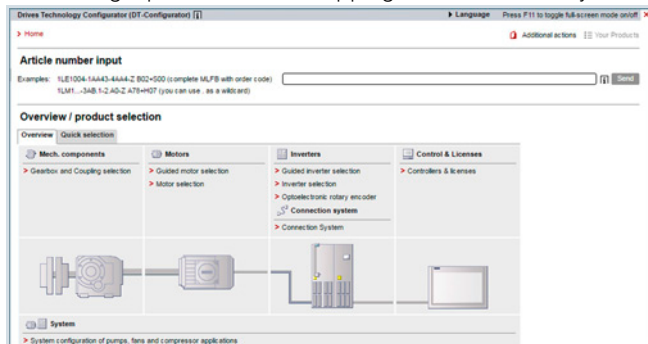 Drives Technology Configurator (DT-Configurator) Language Press F11 to toggle full-screen mode on/off
Home Additional actions Your Products
Article number input
Examples: 1LE1004-1AA43-4AA4-Z B02+S00 (complete MLFB with order code) Send
1LM1...-3AB.1-2.A0-Z A78+H07 (you can use . as a wildcard)
Overview / product selection
Overview Quick selection
Mech. components Motors Inverters Control & Licenses
Gearbox and Coupling selection Guided motor selection Guided inverter selection Controllers & licenses
Motor selection Inverter selection
Optoelectronic rotary encoder
Connection system
Connection System
System
System configuration of pumps, fans and compressor applications